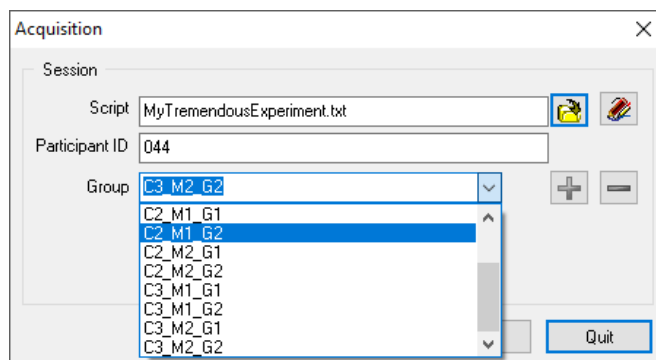 Acquisition
Session
Script MyTremendousExperiment.txt
Participant ID 044
Group C3_M2_G2
C2_M1_G1
C2_M1_G2
C2_M2_G1
C2_M2_G2
C3_M1_G1
C3_M1_G2
C3_M2_G1
C3_M2_G2
Quit